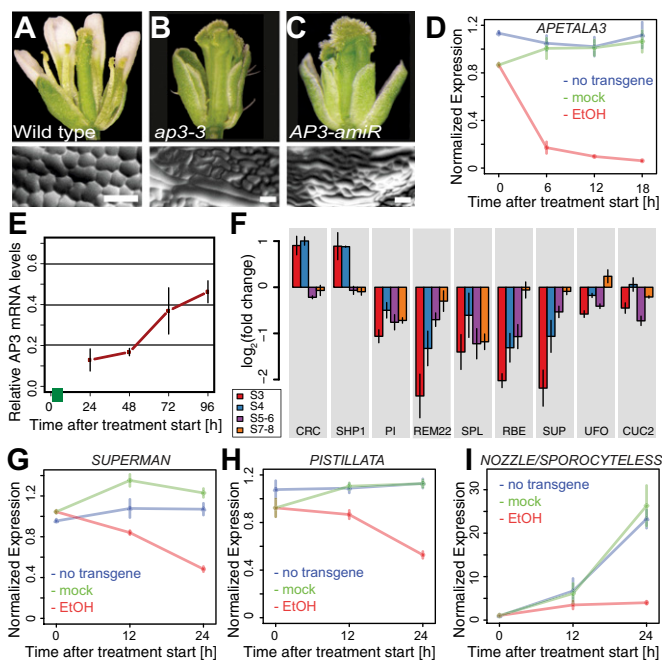 A
Wild type
B
ap3-3
C
AP3-amiR
D
APETALA3
Normalized Expression
1.2
0.8
0.4
0
- no transgene
- mock
- EtOH
0 6 12 18
Time after treatment start [h]
E
Relative AP3 mRNA levels
0.6
0.4
0.2
0.0
0 24 48 72 96
Time after treatment start [h]
F
log2(fold change)
1
0
−1
−2
S3
S4
S5-6
S7-8
CRC SHP1 PI REM22 SPL RBE SUP UFO CUC2
G
SUPERMAN
Normalized Expression
1.2
0.8
0.4
0
- no transgene
- mock
- EtOH
0 12 24
Time after treatment start [h]
H
PISTILLATA
Normalized Expression
1.2
0.8
0.4
0
- no transgene
- mock
- EtOH
0 12 24
Time after treatment start [h]
I
NOZZLE/SPOROCYTELESS
Normalized Expression
30
20
10
0
- no transgene
- mock
- EtOH
0 12 24
Time after treatment start [h]